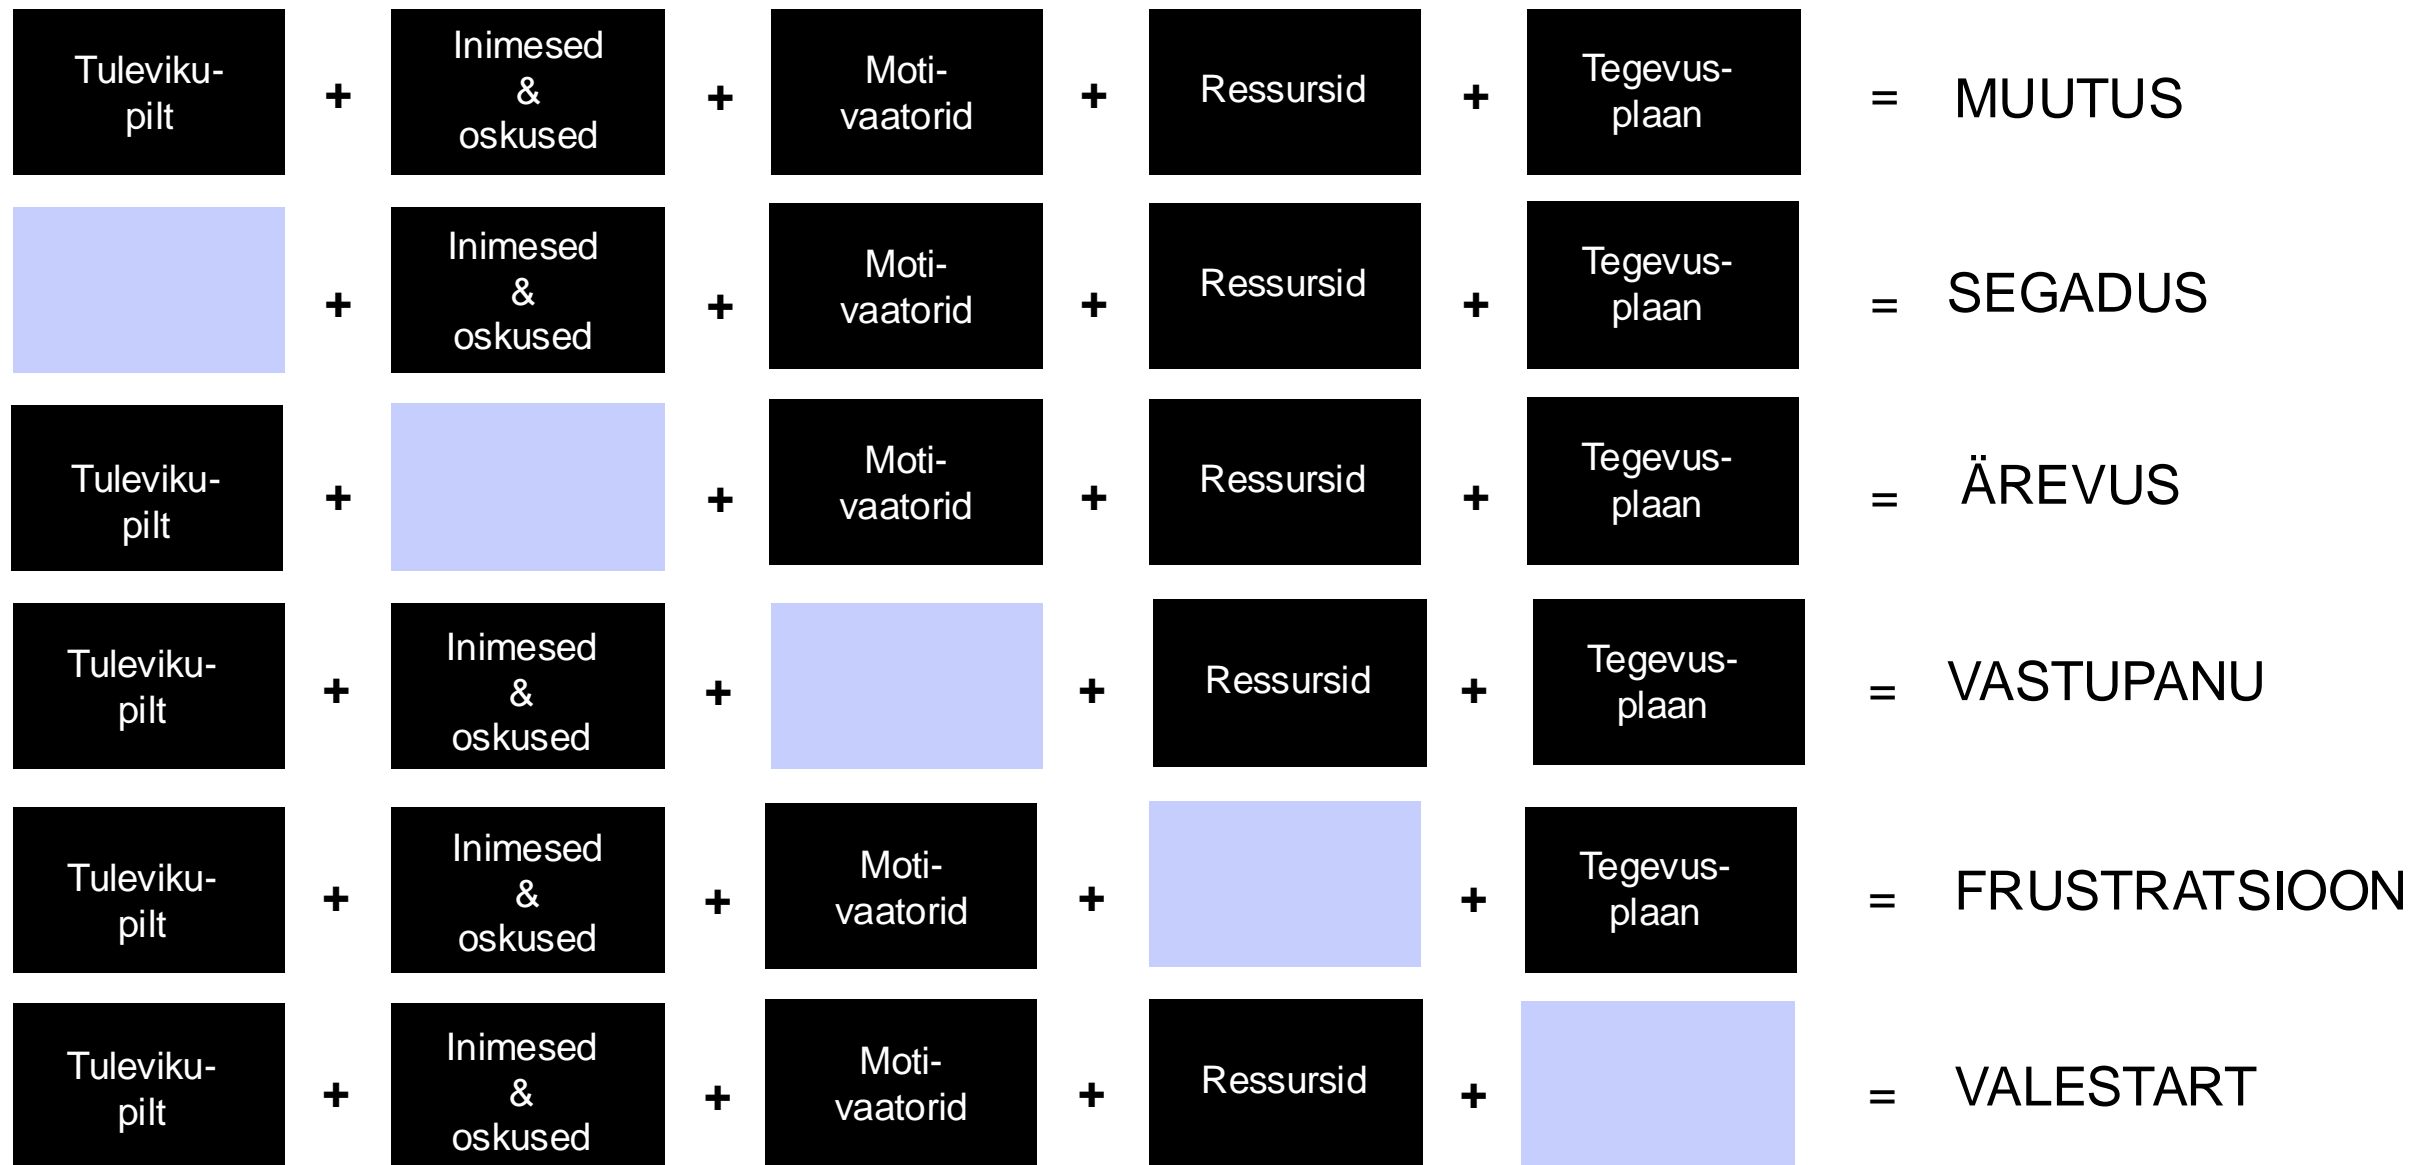 Tuleviku-
pilt
+
Inimesed
&
oskused
+
Moti-
vaatorid
+
Ressursid
+
Tegevus-
plaan
=
MUUTUS
+
Inimesed
&
oskused
+
Moti-
vaatorid
+
Ressursid
+
Tegevus-
plaan
=
SEGADUS
Tuleviku-
pilt
+
+
Moti-
vaatorid
+
Ressursid
+
Tegevus-
plaan
=
ÄREVUS
Tuleviku-
pilt
+
Inimesed
&
oskused
+
+
Ressursid
+
Tegevus-
plaan
=
VASTUPANU
Tuleviku-
pilt
+
Inimesed
&
oskused
+
Moti-
vaatorid
+
+
Tegevus-
plaan
=
FRUSTRATSIOON
Tuleviku-
pilt
+
Inimesed
&
oskused
+
Moti-
vaatorid
+
Ressursid
+
=
VALESTART